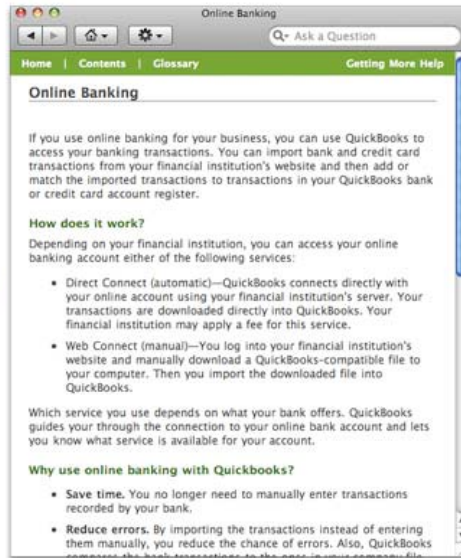 Online Banking
Ask a Question
Home | Contents | Glossary Getting More Help
Online Banking
If you use online banking for your business, you can use QuickBooks to
access your banking transactions. You can import bank and credit card
transactions from your financial institution's website and then add or
match the imported transactions to transactions in your QuickBooks bank
or credit card account register.
How does it work?
Depending on your financial institution, you can access your online
banking account either of the following services:
• Direct Connect (automatic)—QuickBooks connects directly with
your online account using your financial institution's server. Your
transactions are downloaded directly into QuickBooks. Your
financial institution may apply a fee for this service.
• Web Connect (manual)—You log into your financial institution's
website and manually download a QuickBooks-compatible file to
your computer. Then you import the downloaded file into
QuickBooks.
Which service you use depends on what your bank offers. QuickBooks
guides your through the connection to your online bank account and lets
you know what service is available for your account.
Why use online banking with Quickbooks?
• Save time. You no longer need to manually enter transactions
recorded by your bank.
• Reduce errors. By importing the transactions instead of entering
them manually, you reduce the chance of errors. Also, QuickBooks
compares the bank transactions to the ones in your company file